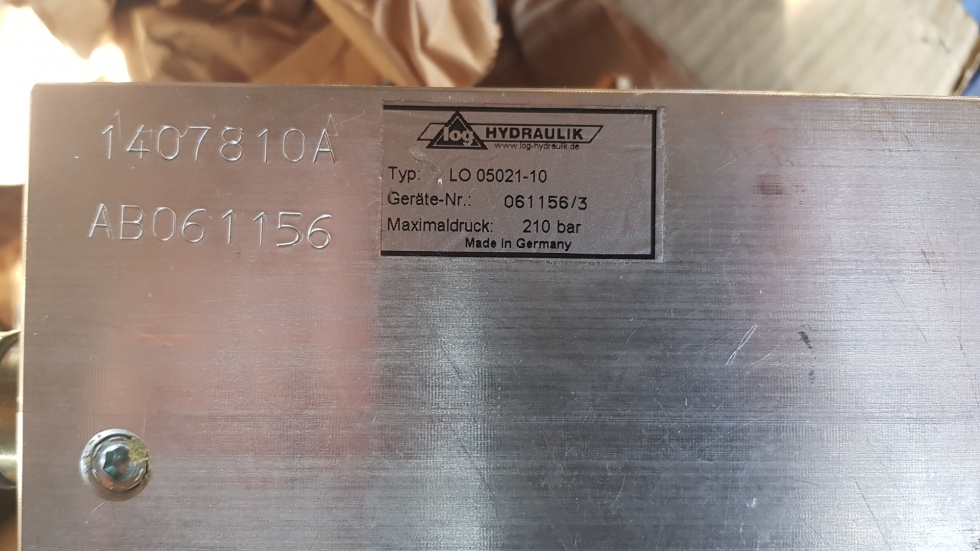 1407810A
AB061156
log HYDRAULIK
www.log-hydraulik.de
Typ: LO 05021-10
Geräte-Nr.: 061156/3
Maximaldruck: 210 bar
Made in Germany